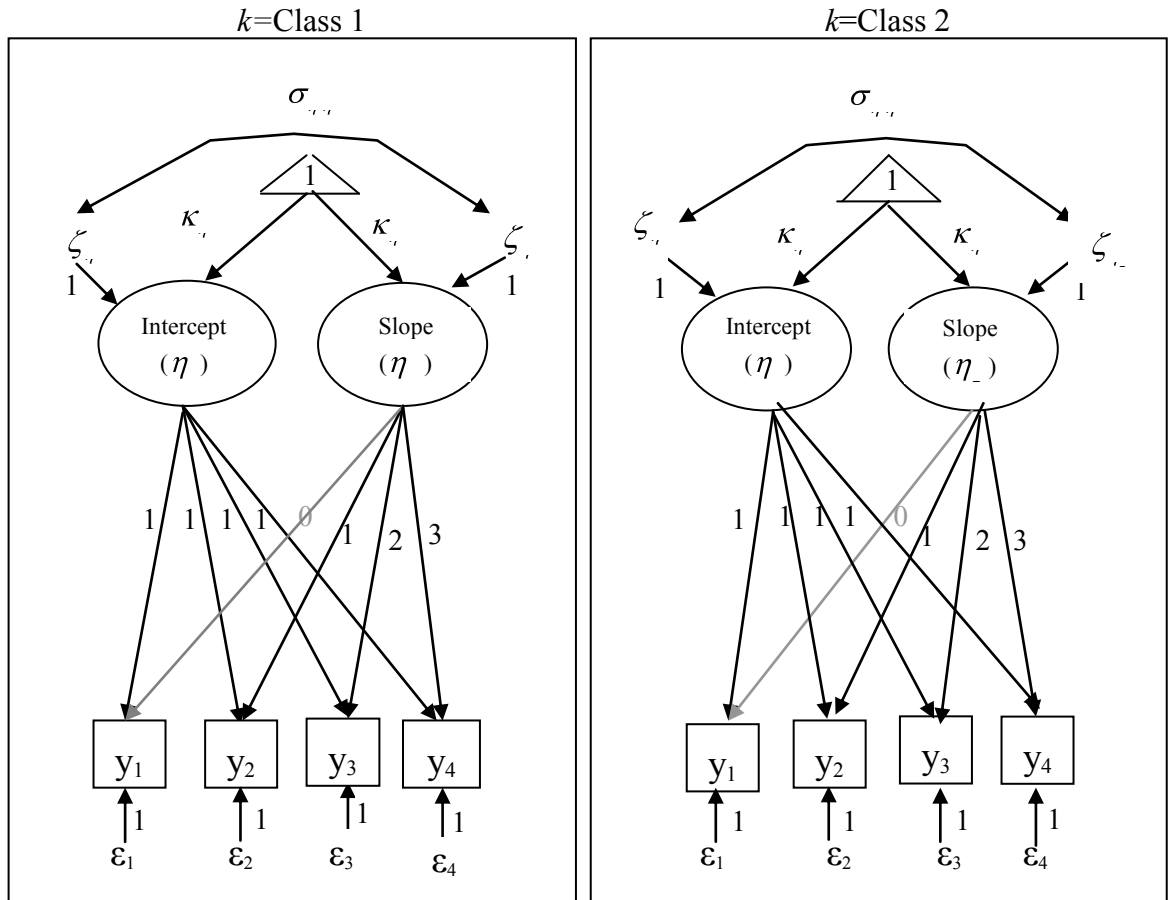 k=Class 1
σ
1
κ κ
ζ ζ
1 1
Intercept
(η )
Slope
(η )
1 1 1 1 0 1 2 3
y₁ y₂ y₃ y₄
1 1 1 1
ε₁ ε₂ ε₃ ε₄
k=Class 2
σ
1
ζ κ κ ζ
1 1
Intercept
(η )
Slope
(η )
1 1 1 1 0 1 2 3
y₁ y₂ y₃ y₄
1 1 1 1
ε₁ ε₂ ε₃ ε₄